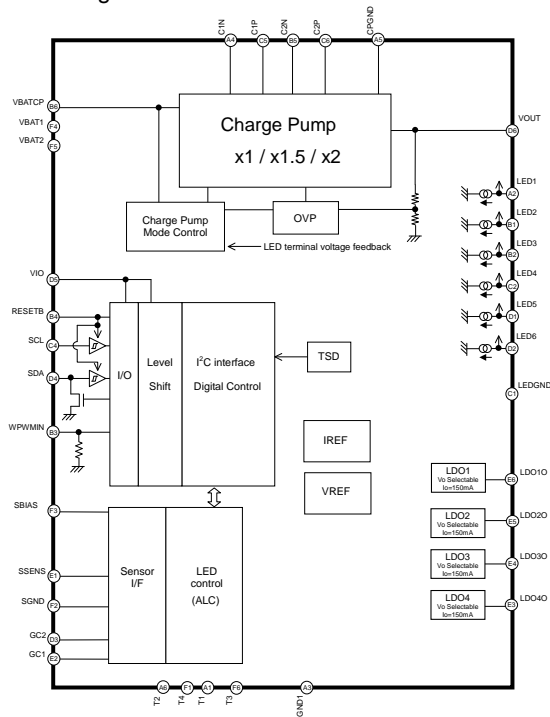 C1N
C1P
C2N
C2P
CPGND
A4
C5
B5
C6
A5
VBATCP
B6
VBAT1
F4
VBAT2
F5
Charge Pump
x1 / x1.5 / x2
VOUT
D6
Charge Pump
Mode Control
OVP
LED terminal voltage feedback
LED1
A2
LED2
B1
LED3
B2
LED4
C2
LED5
D1
LED6
D2
LEDGND
C1
VIO
D5
RESETB
B4
SCL
C4
SDA
D4
WPWMIN
B3
I/O
Level
Shift
I2C interface
Digital Control
TSD
IREF
VREF
LDO1
Vo Selectable
Io=150mA
LDO1O
E6
LDO2
Vo Selectable
Io=150mA
LDO2O
E5
LDO3
Vo Selectable
Io=150mA
LDO3O
E4
LDO4
Vo Selectable
Io=150mA
LDO4O
E3
SBIAS
F3
SSENS
E1
SGND
F2
GC2
D3
GC1
E2
Sensor
I/F
LED
control
(ALC)
A6
F1
A1
F6
A3
T2
T4
T1
T3
GND1